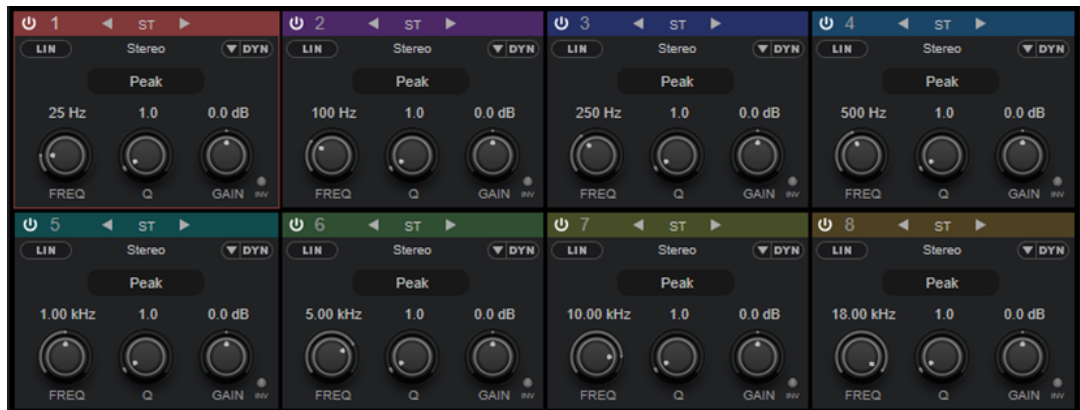 1 ST 2 ST 3 ST 4 ST
LIN Stereo DYN LIN Stereo DYN LIN Stereo DYN LIN Stereo DYN
Peak Peak Peak Peak
25 Hz 1.0 0.0 dB 100 Hz 1.0 0.0 dB 250 Hz 1.0 0.0 dB 500 Hz 1.0 0.0 dB
FREQ Q GAIN INV FREQ Q GAIN INV FREQ Q GAIN INV FREQ Q GAIN INV
5 ST 6 ST 7 ST 8 ST
LIN Stereo DYN LIN Stereo DYN LIN Stereo DYN LIN Stereo DYN
Peak Peak Peak Peak
1.00 kHz 1.0 0.0 dB 5.00 kHz 1.0 0.0 dB 10.00 kHz 1.0 0.0 dB 18.00 kHz 1.0 0.0 dB
FREQ Q GAIN INV FREQ Q GAIN INV FREQ Q GAIN INV FREQ Q GAIN INV